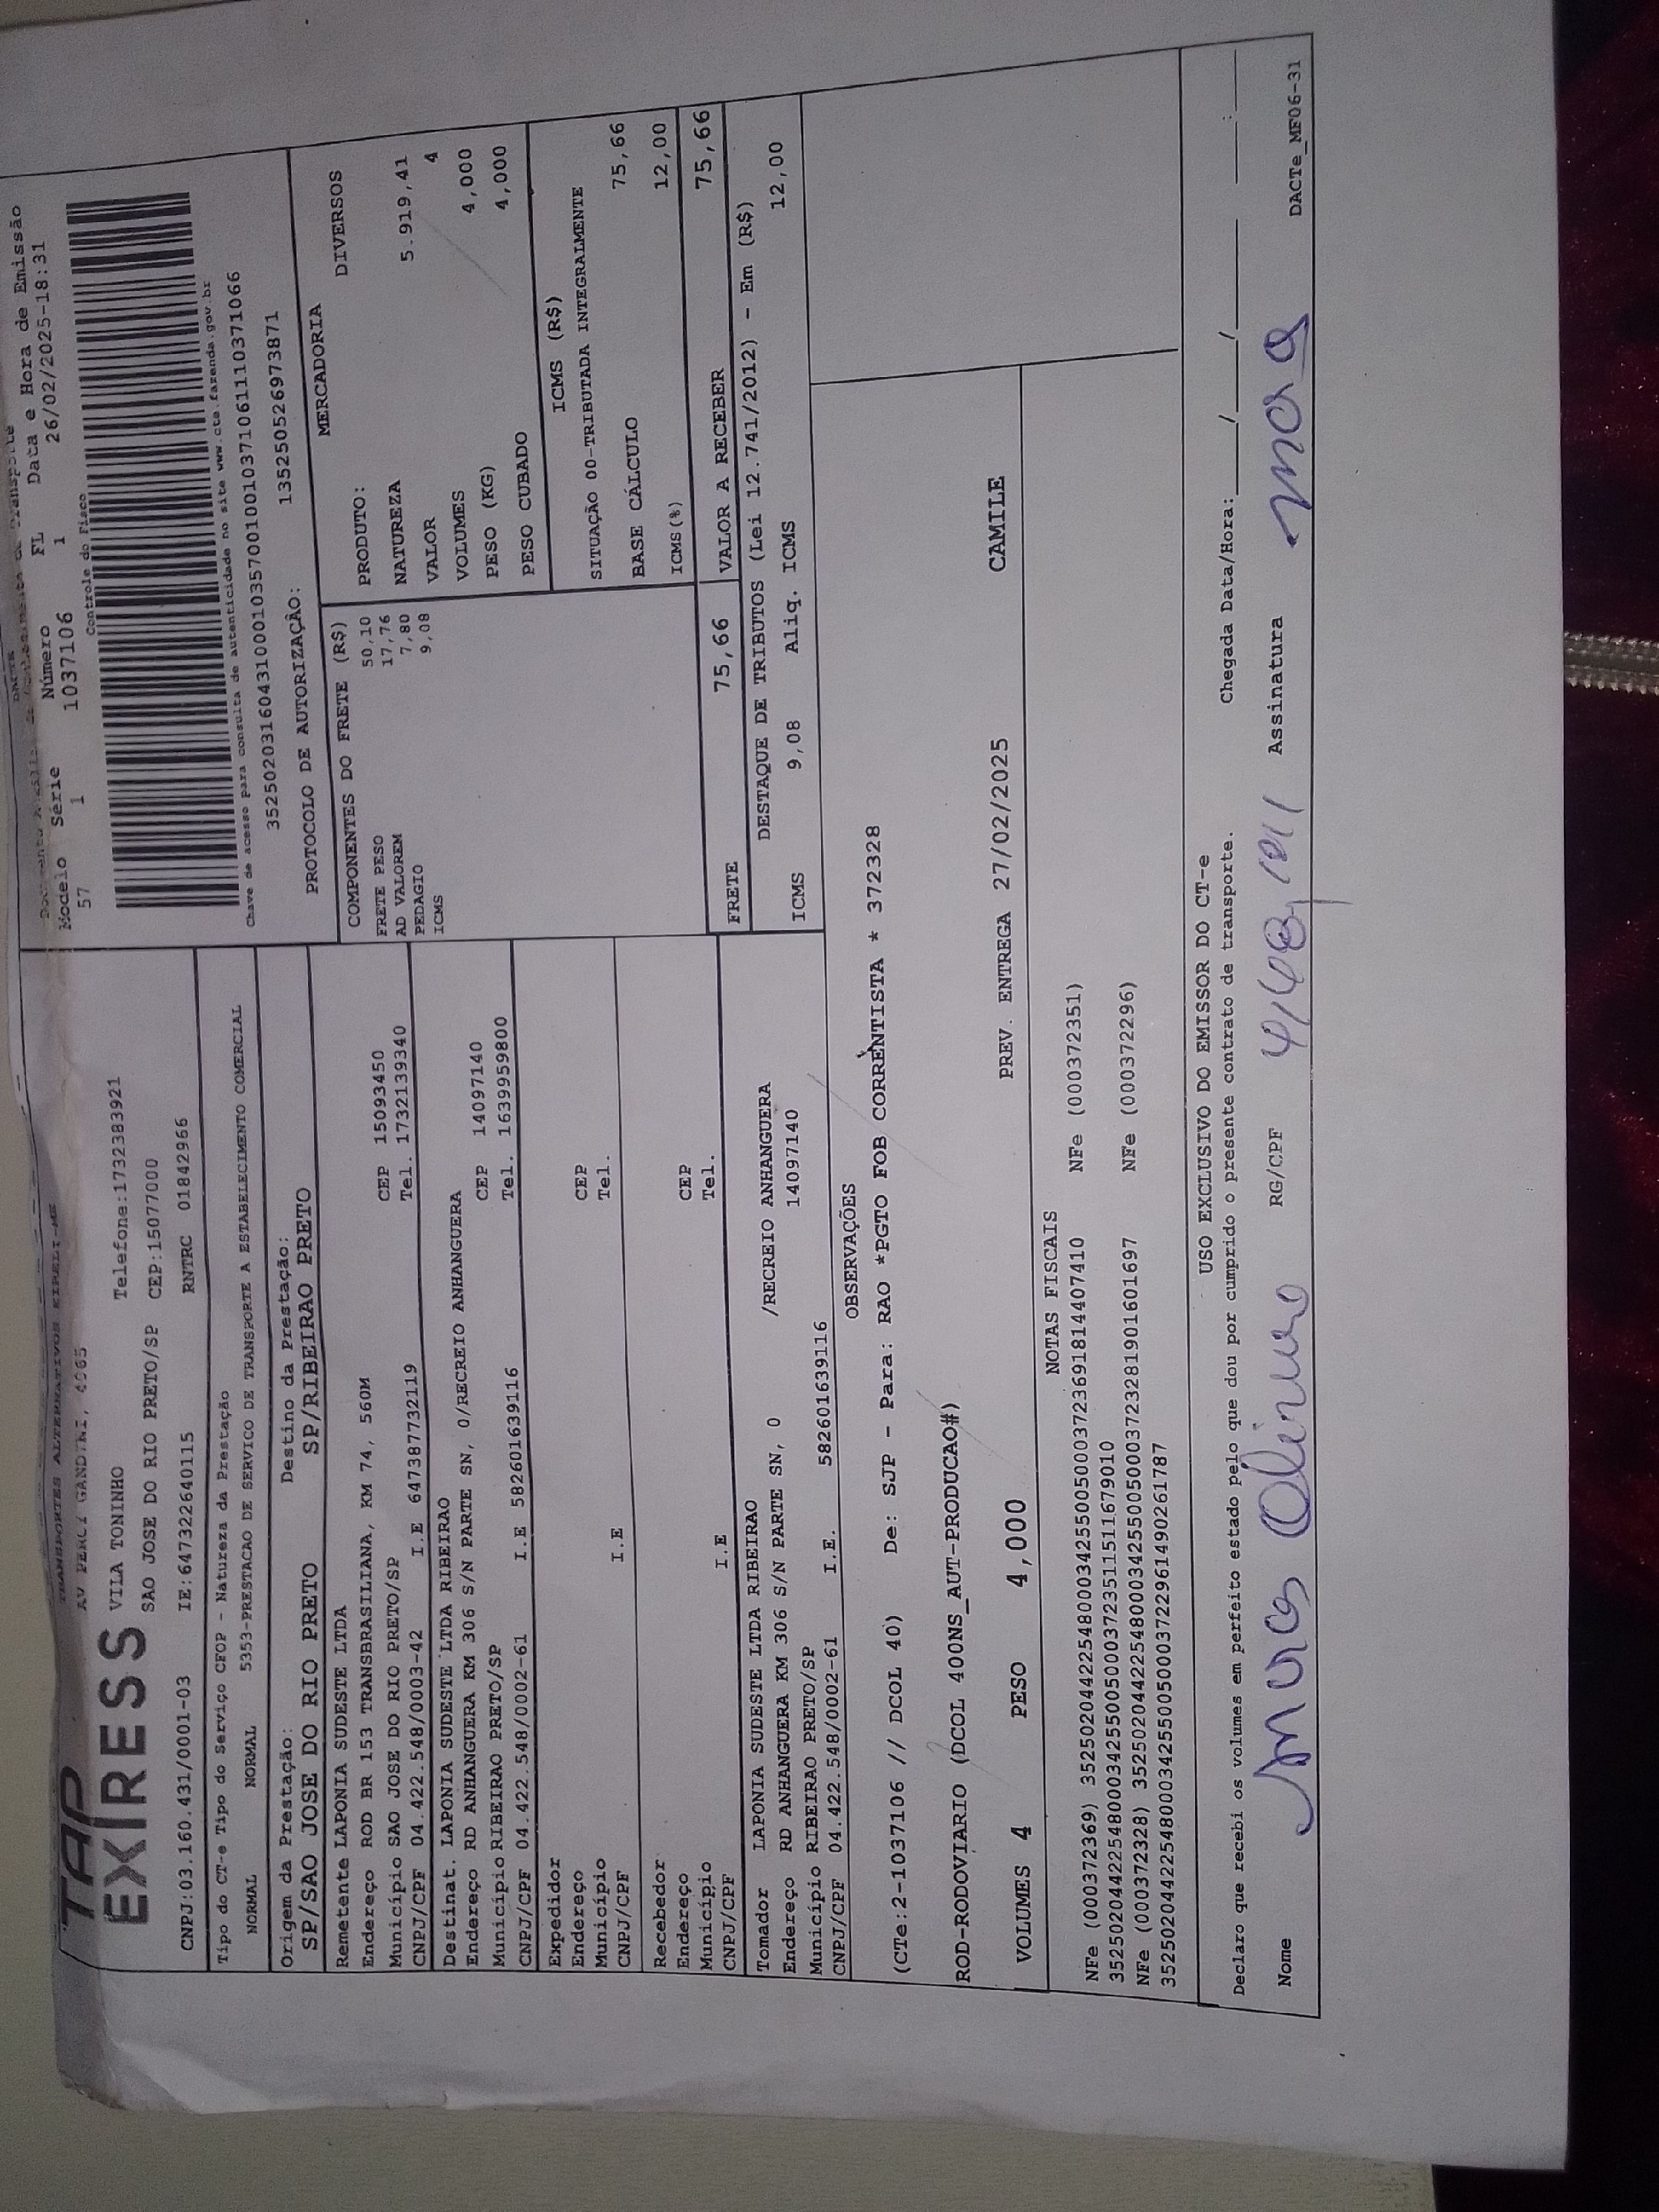 TAP
EXPRESS
TRANSPORTES ALTERNATIVOS EIRELI-ME
AV PERCY GANDINI, 4965
VILA TONINHO Telefone:1732383921
SAO JOSE DO RIO PRETO/SP CEP:15077000
CNPJ:03.160.431/0001-03 IE:647322640115 RNTRC 01842966
Modelo Série Número FL Data e Hora de Emissão
57 1 1037106 1 26/02/2025-18:31
Controle do Fisco
Chave de acesso para consulta de autenticidade no site www.cte.fazenda.gov.br
35250203160431000103570010010371061110371066
PROTOCOLO DE AUTORIZAÇÃO: 135250526973871
Tipo do CT-e Tipo do Serviço CFOP - Natureza da Prestação
NORMAL NORMAL 5353-PRESTACAO DE SERVICO DE TRANSPORTE A ESTABELECIMENTO COMERCIAL
Origem da Prestação: Destino da Prestação:
SP/SAO JOSE DO RIO PRETO SP/RIBEIRAO PRETO
Remetente LAPONIA SUDESTE LTDA
Endereço ROD BR 153 TRANSBRASILIANA, KM 74, 560M CEP 15093450
Município SAO JOSE DO RIO PRETO/SP Tel. 1732139340
CNPJ/CPF 04.422.548/0003-42 I.E 647387732119
Destinat. LAPONIA SUDESTE LTDA RIBEIRAO
Endereço RD ANHANGUERA KM 306 S/N PARTE SN, 0/RECREIO ANHANGUERA CEP 14097140
Município RIBEIRAO PRETO/SP Tel. 1639959800
CNPJ/CPF 04.422.548/0002-61 I.E 582601639116
Expedidor
Endereço CEP
Município Tel.
CNPJ/CPF I.E
Recebedor
Endereço CEP
Município Tel.
CNPJ/CPF I.E
Tomador LAPONIA SUDESTE LTDA RIBEIRAO
Endereço RD ANHANGUERA KM 306 S/N PARTE SN, 0 /RECREIO ANHANGUERA
Município RIBEIRAO PRETO/SP 14097140
CNPJ/CPF 04.422.548/0002-61 I.E. 582601639116
COMPONENTES DO FRETE (R$)
FRETE PESO 50,10
AD VALOREM 17,76
PEDAGIO 7,80
ICMS 9,08
MERCADORIA
PRODUTO: DIVERSOS
NATUREZA
VALOR 5.919,41
VOLUMES 4
PESO (KG) 4,000
PESO CUBADO 4,000
ICMS (R$)
SITUAÇÃO 00-TRIBUTADA INTEGRALMENTE
BASE CÁLCULO 75,66
ICMS(%) 12,00
FRETE 75,66 VALOR A RECEBER 75,66
DESTAQUE DE TRIBUTOS (Lei 12.741/2012) - Em (R$)
ICMS 9,08 Aliq. ICMS 12,00
OBSERVAÇÕES
(CTe:2-1037106 // DCOL 40) De: SJP - Para: RAO *PGTO FOB CORRENTISTA * 372328
ROD-RODOVIARIO (DCOL 400NS_AUT-PRODUCAO#)
VOLUMES 4 PESO 4,000 PREV. ENTREGA 27/02/2025 CAMILE
NOTAS FISCAIS
NFe (000372369) 35250204422548000342550050003723691814407410 NFe (000372351)
35250204422548000342550050003723511511679010
NFe (000372328) 35250204422548000342550050003723281901601697 NFe (000372296)
35250204422548000342550050003722961490261787
USO EXCLUSIVO DO EMISSOR DO CT-e
Declaro que recebi os volumes em perfeito estado pelo que dou por cumprido o presente contrato de transporte. Chegada Data/Hora:____/____/____ ___:___
Nome RG/CPF Assinatura
DACTe_MF06-31